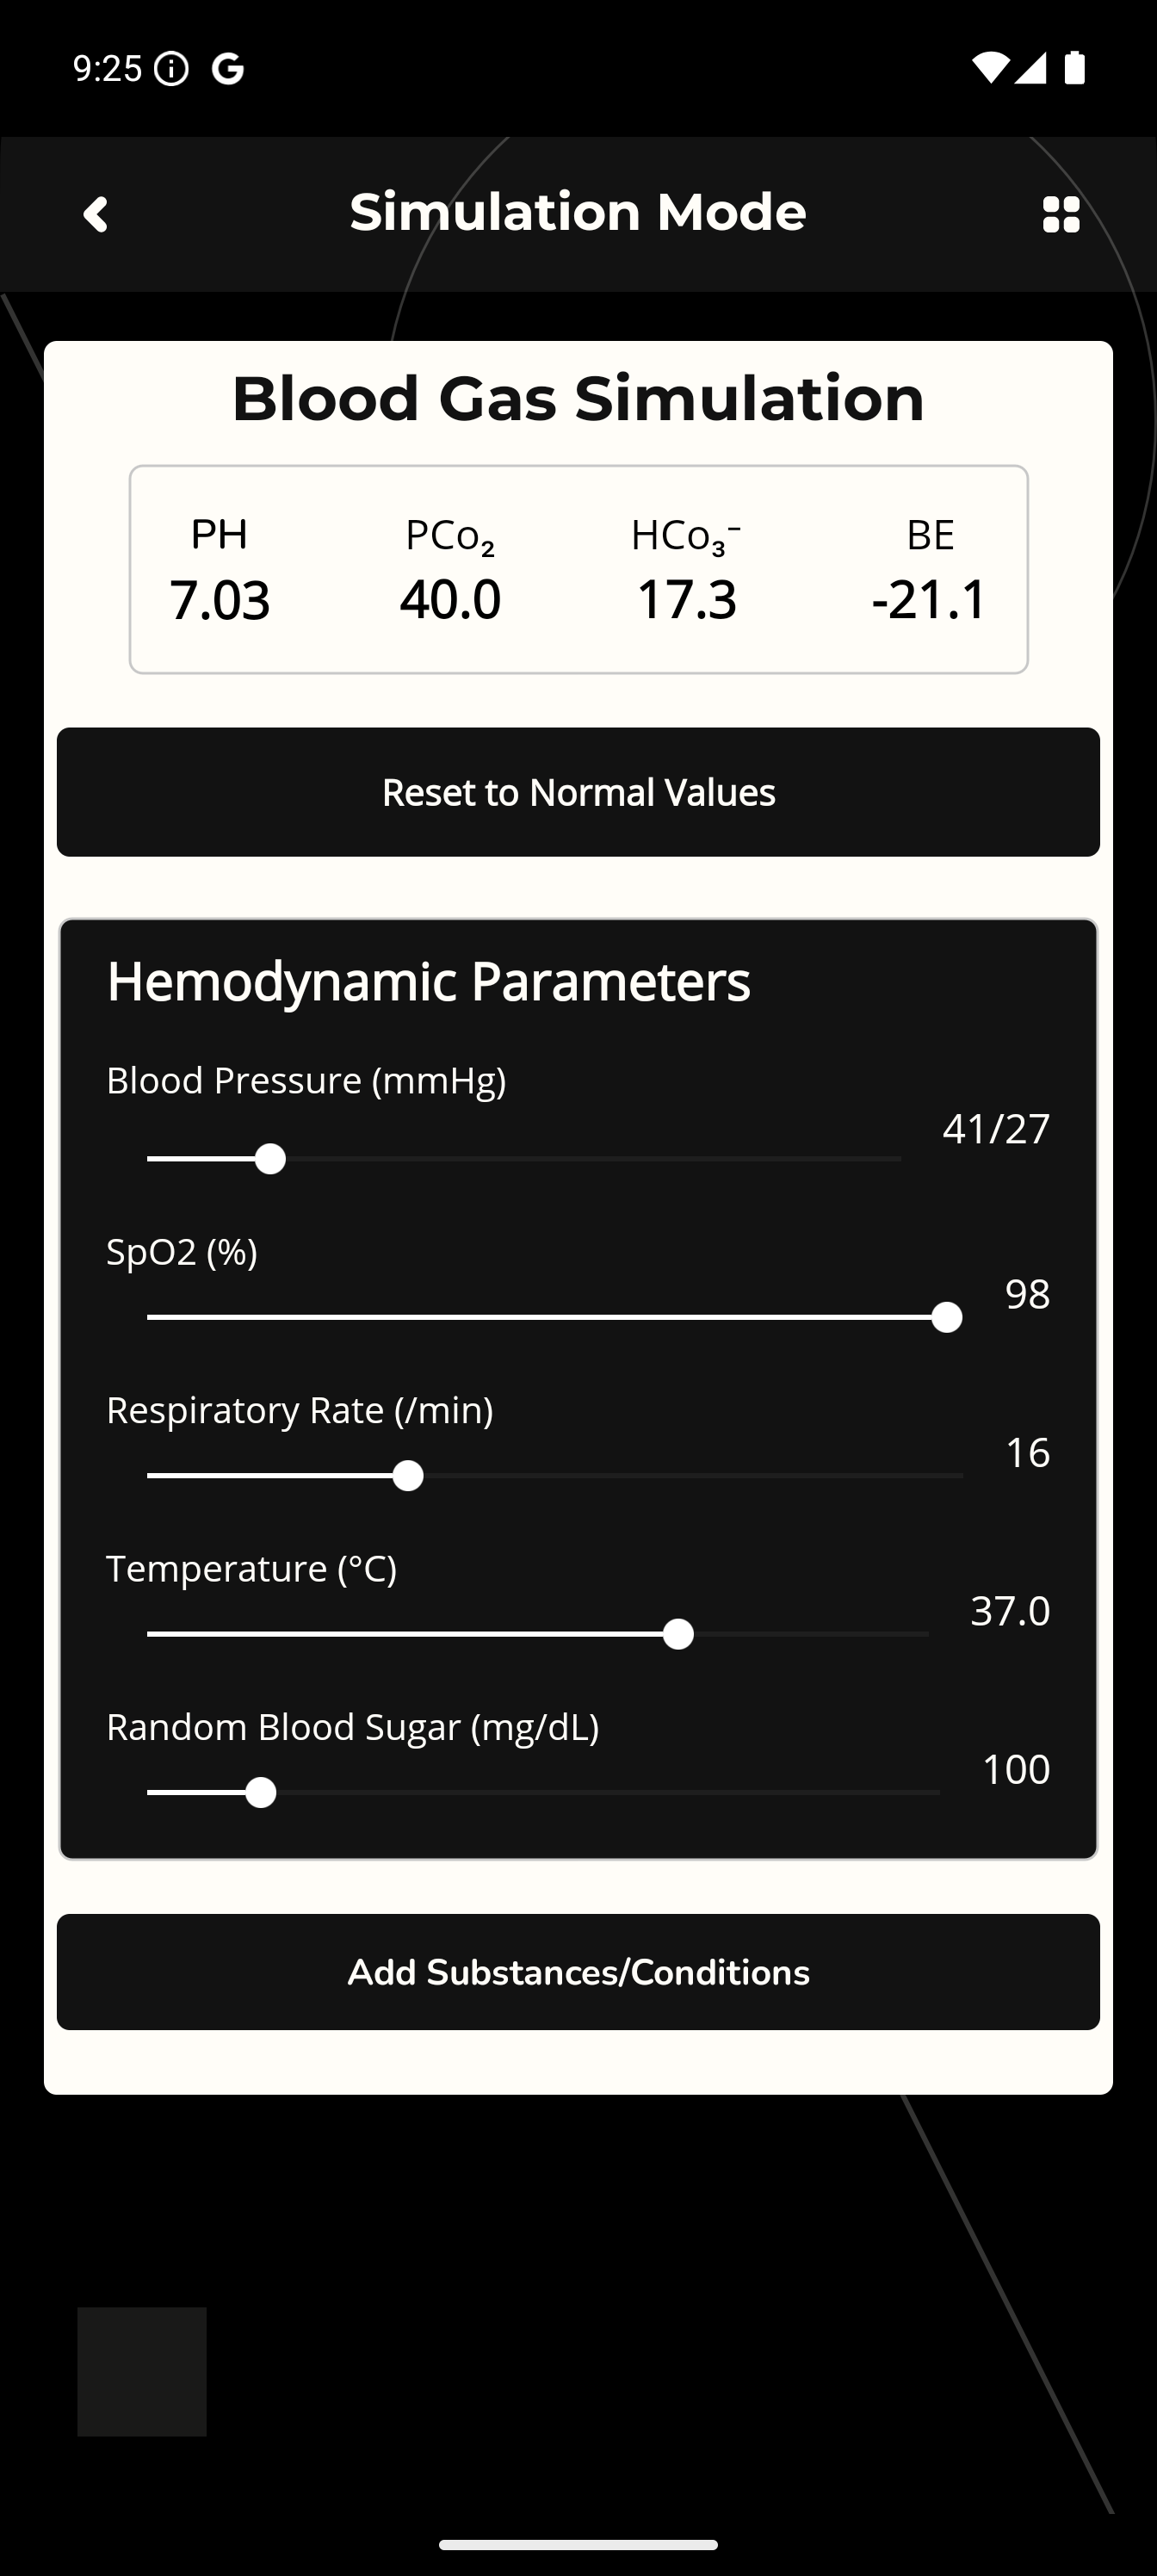 9:25
Simulation Mode
Blood Gas Simulation
PH PCo₂ HCo₃⁻ BE
7.03 40.0 17.3 -21.1
Reset to Normal Values
Hemodynamic Parameters
Blood Pressure (mmHg)
41/27
SpO2 (%)
98
Respiratory Rate (/min)
16
Temperature (°C)
37.0
Random Blood Sugar (mg/dL)
100
Add Substances/Conditions